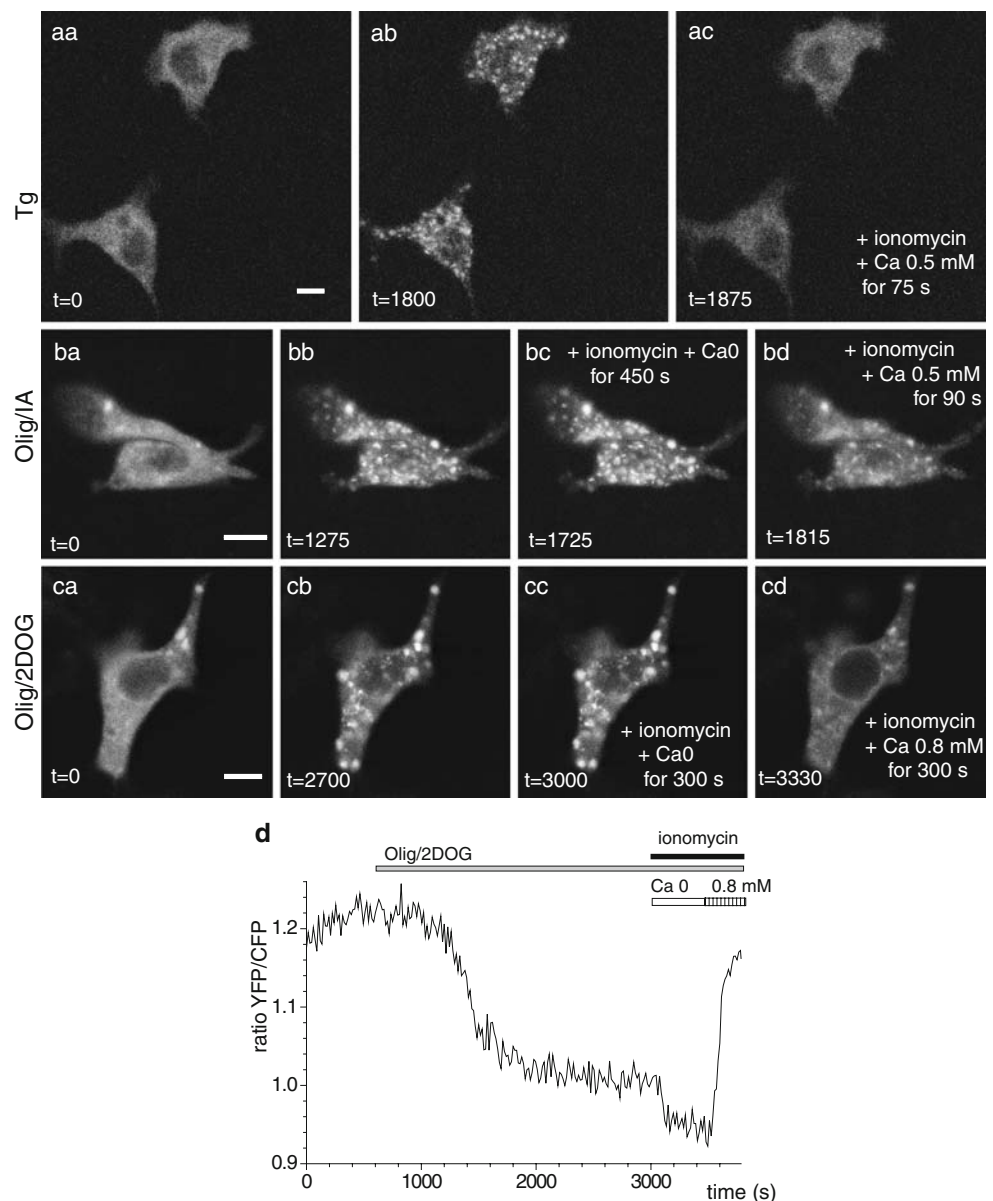 Tg
aa
t=0
ab
t=1800
ac
+ ionomycin
+ Ca 0.5 mM
for 75 s
t=1875
Olig/IA
ba
t=0
bb
t=1275
bc
+ ionomycin + Ca0
for 450 s
t=1725
bd
+ ionomycin
+ Ca 0.5 mM
for 90 s
t=1815
Olig/2DOG
ca
t=0
cb
t=2700
cc
+ ionomycin
+ Ca0
for 300 s
t=3000
cd
+ ionomycin
+ Ca 0.8 mM
for 300 s
t=3330
d
ionomycin
Olig/2DOG
Ca 0 0.8 mM
ratio YFP/CFP
1.2
1.1
1.0
0.9
0 1000 2000 3000
time (s)